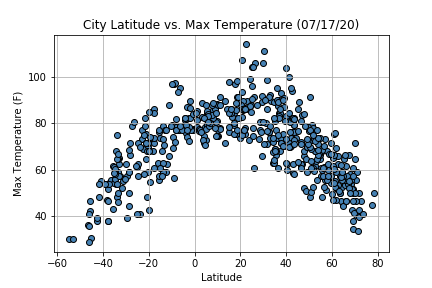 City Latitude vs. Max Temperature (07/17/20)
Max Temperature (F)
100
80
60
40
−60 −40 −20 0 20 40 60 80
Latitude